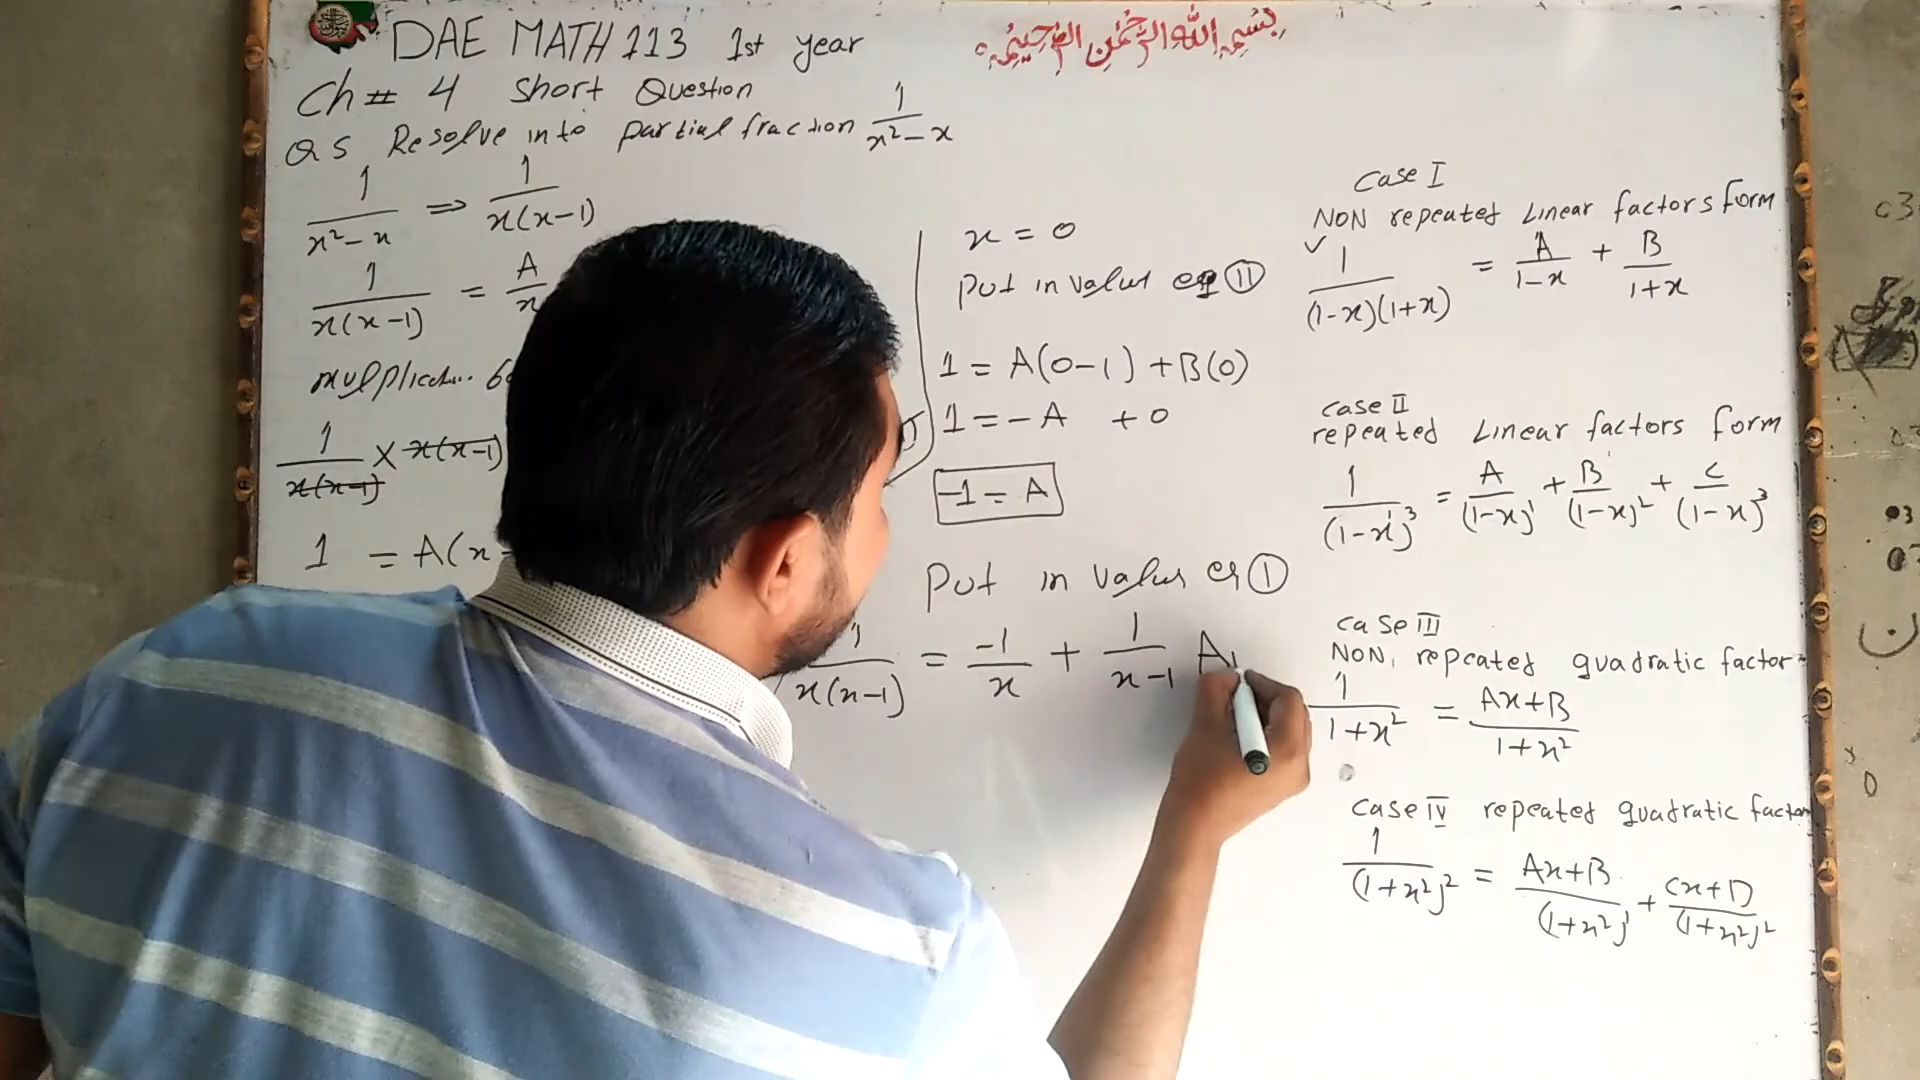 DAE MATH 113 1st year
بِسْمِ اللهِ الرَّحْمٰنِ الرَّحِيْمِ
Ch # 4 Short Question
Q5 Resolve into partial fraction 1/(x²-x)
1/(x²-x) ⇒ 1/(x(x-1))
1/(x(x-1)) = A/x
1/(x(x-1)) × x(x-1)
1 = A(x-
x = 0
put in value eq II
1 = A(0-1) + B(0)
1 = -A + 0
-1 = A
Put in value eq I
1/(x(x-1)) = -1/x + 1/(x-1)
Case I
NON repeated Linear factors form
✓ 1/((1-x)(1+x)) = A/(1-x) + B/(1+x)
case II
repeated Linear factors form
1/(1-x)³ = A/(1-x)¹ + B/(1-x)² + C/(1-x)³
case III
NON, repeated quadratic factor
1/(1+x²) = (Ax+B)/(1+x²)
case IV repeated quadratic factor
1/(1+x²)² = (Ax+B)/(1+x²)¹ + (Cx+D)/(1+x²)²